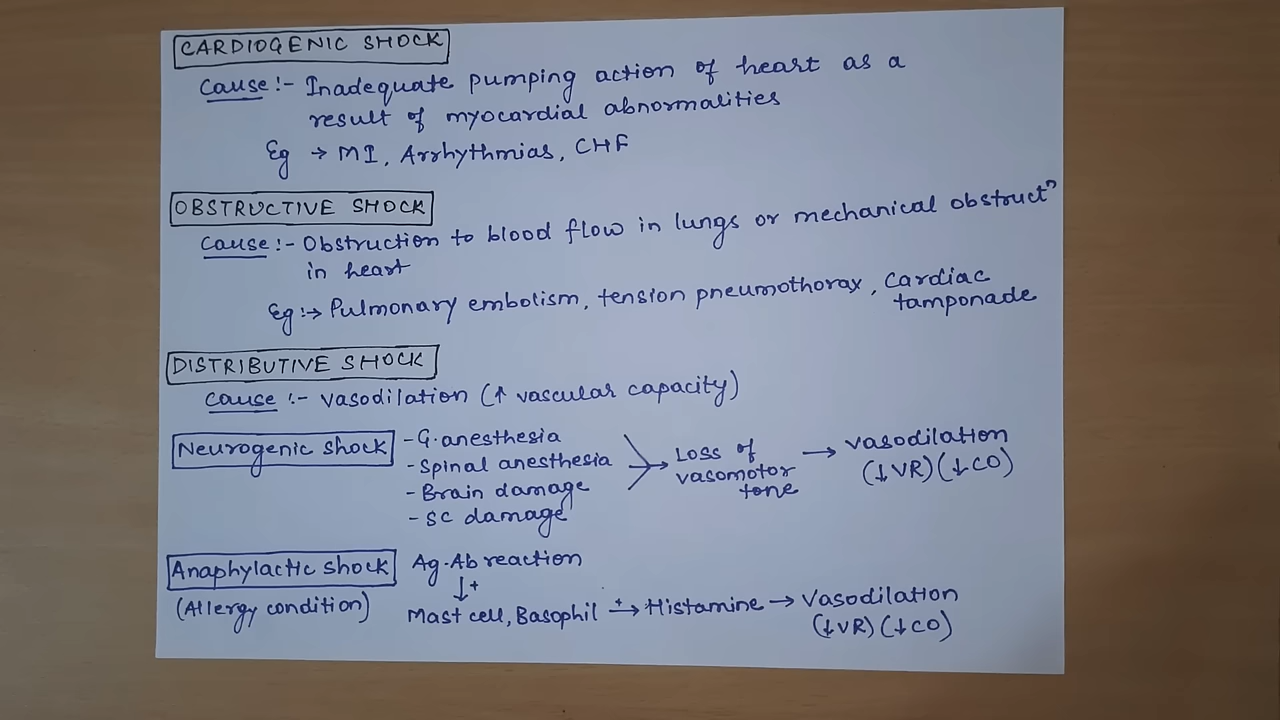 CARDIOGENIC SHOCK
Cause :- Inadequate pumping action of heart as a
result of myocardial abnormalities
Eg → MI, Arrhythmias, CHF
OBSTRUCTIVE SHOCK
Cause :- Obstruction to blood flow in lungs or mechanical obstructⁿ
in heart
Eg :→ Pulmonary embolism, tension pneumothorax, Cardiac
tamponade
DISTRIBUTIVE SHOCK
Cause :- Vasodilation (↑ vascular capacity)
Neurogenic shock
- G. anesthesia
- Spinal anesthesia
- Brain damage
- SC damage
→ Loss of
vasomotor
tone
→ vasodilation
(↓VR) (↓CO)
Anaphylactic shock
(Allergy condition)
Ag-Ab reaction
↓+
Mast cell, Basophil +→ Histamine → Vasodilation
(↓VR) (↓CO)